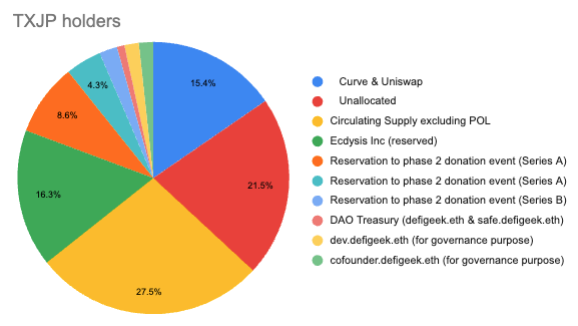 TXJP holders
15.4%
21.5%
27.5%
16.3%
8.6%
4.3%
Curve & Uniswap
Unallocated
Circulating Supply excluding POL
Ecdysis Inc (reserved)
Reservation to phase 2 donation event (Series A)
Reservation to phase 2 donation event (Series A)
Reservation to phase 2 donation event (Series B)
DAO Treasury (defigeek.eth & safe.defigeek.eth)
dev.defigeek.eth (for governance purpose)
cofounder.defigeek.eth (for governance purpose)